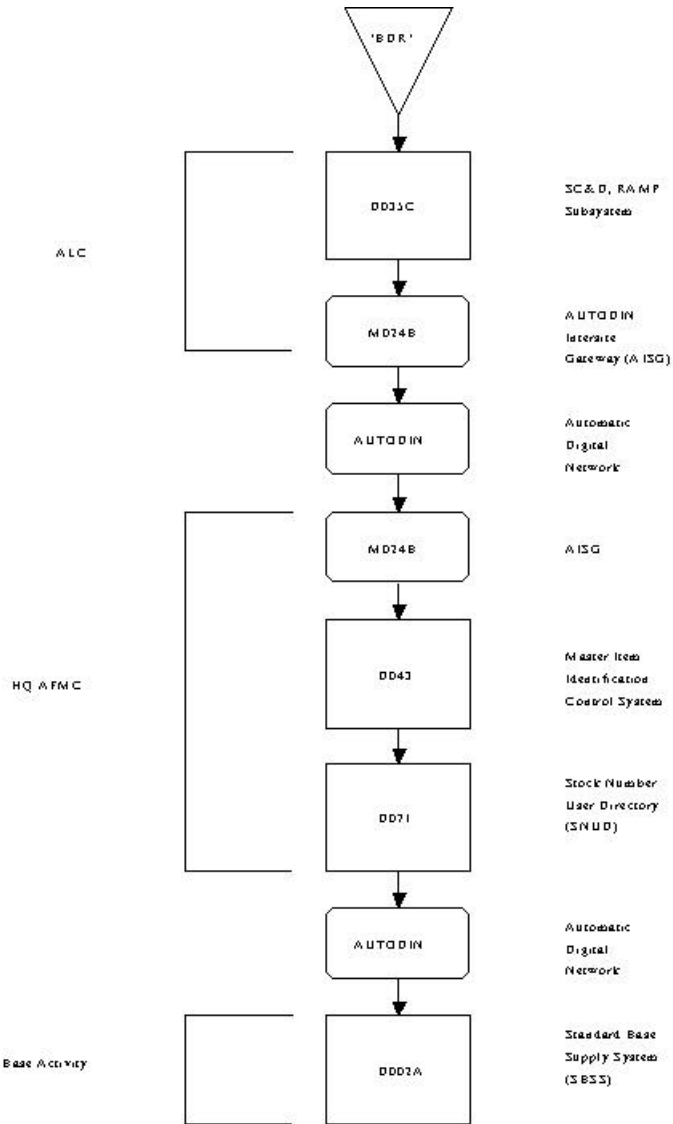 'BDR'
D035C
SC&D, RAMP
Subsystem
ALC
MD24B
AUTODIN
Intersite
Gateway (AISG)
AUTODIN
Automatic
Digital
Network
MD24B
AISG
HQ AFMC
D043
Master Item
Identification
Control System
D071
Stock Number
User Directory
(SNUD)
AUTODIN
Automatic
Digital
Network
Base Activity
D002A
Standard Base
Supply System
(SBSS)